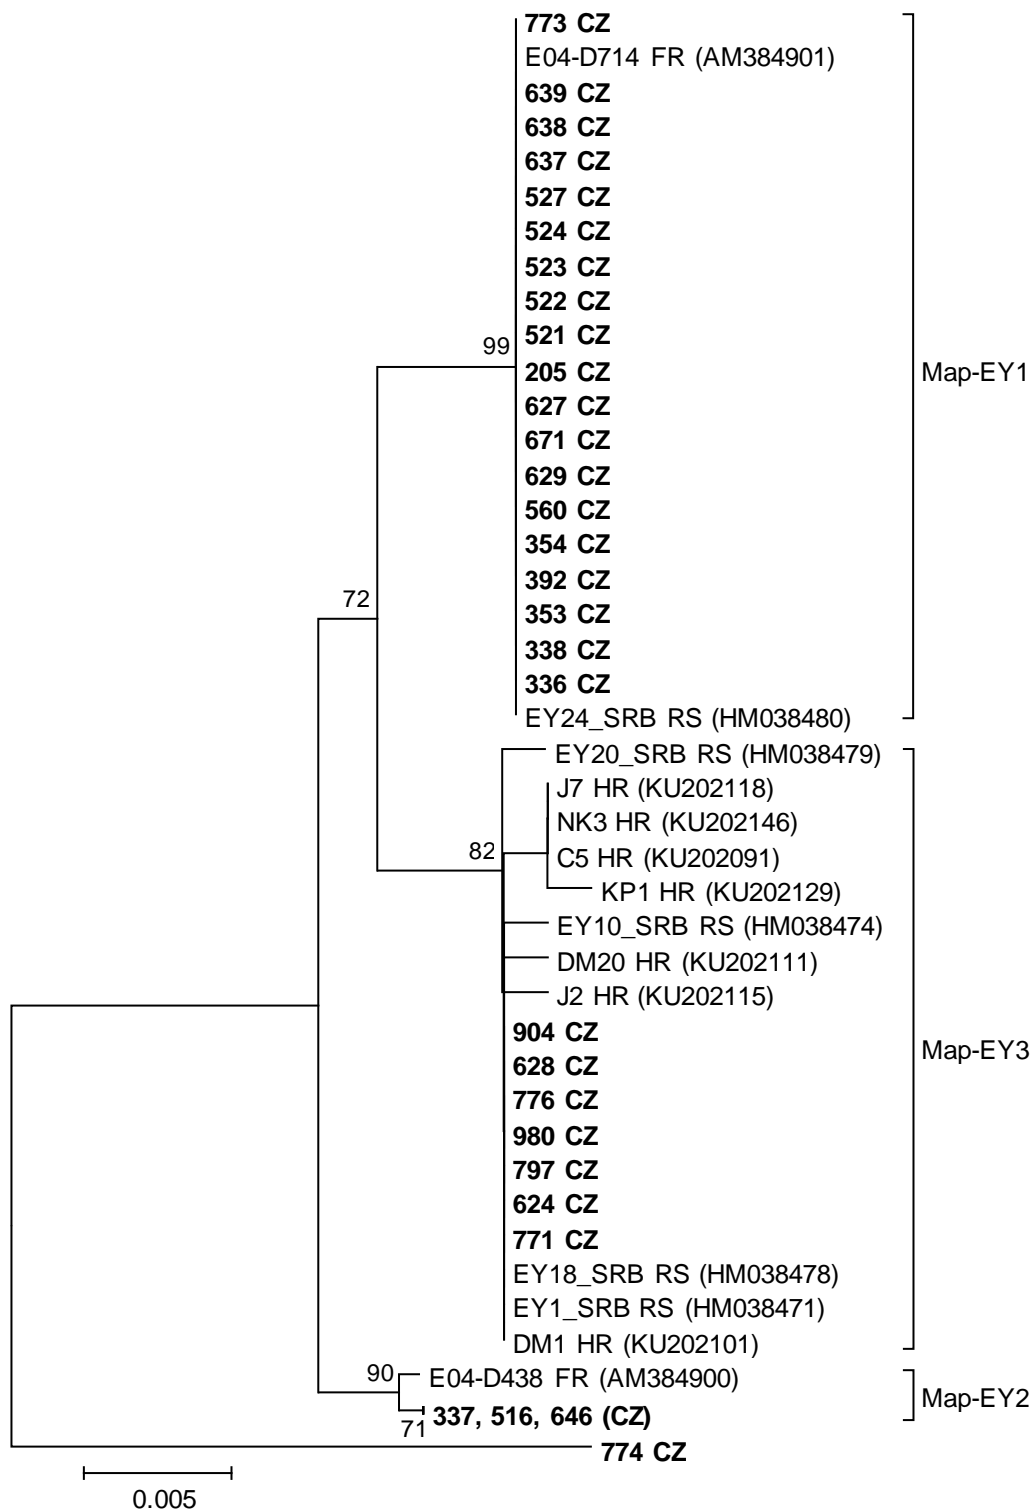 773 CZ
E04-D714 FR (AM384901)
639 CZ
638 CZ
637 CZ
527 CZ
524 CZ
523 CZ
522 CZ
521 CZ
99
205 CZ
Map-EY1
627 CZ
671 CZ
629 CZ
560 CZ
354 CZ
392 CZ
72
353 CZ
338 CZ
336 CZ
EY24_SRB RS (HM038480)
EY20_SRB RS (HM038479)
J7 HR (KU202118)
NK3 HR (KU202146)
82
C5 HR (KU202091)
KP1 HR (KU202129)
EY10_SRB RS (HM038474)
DM20 HR (KU202111)
J2 HR (KU202115)
904 CZ
Map-EY3
628 CZ
776 CZ
980 CZ
797 CZ
624 CZ
771 CZ
EY18_SRB RS (HM038478)
EY1_SRB RS (HM038471)
DM1 HR (KU202101)
90
E04-D438 FR (AM384900)
Map-EY2
71
337, 516, 646 (CZ)
774 CZ
0.005